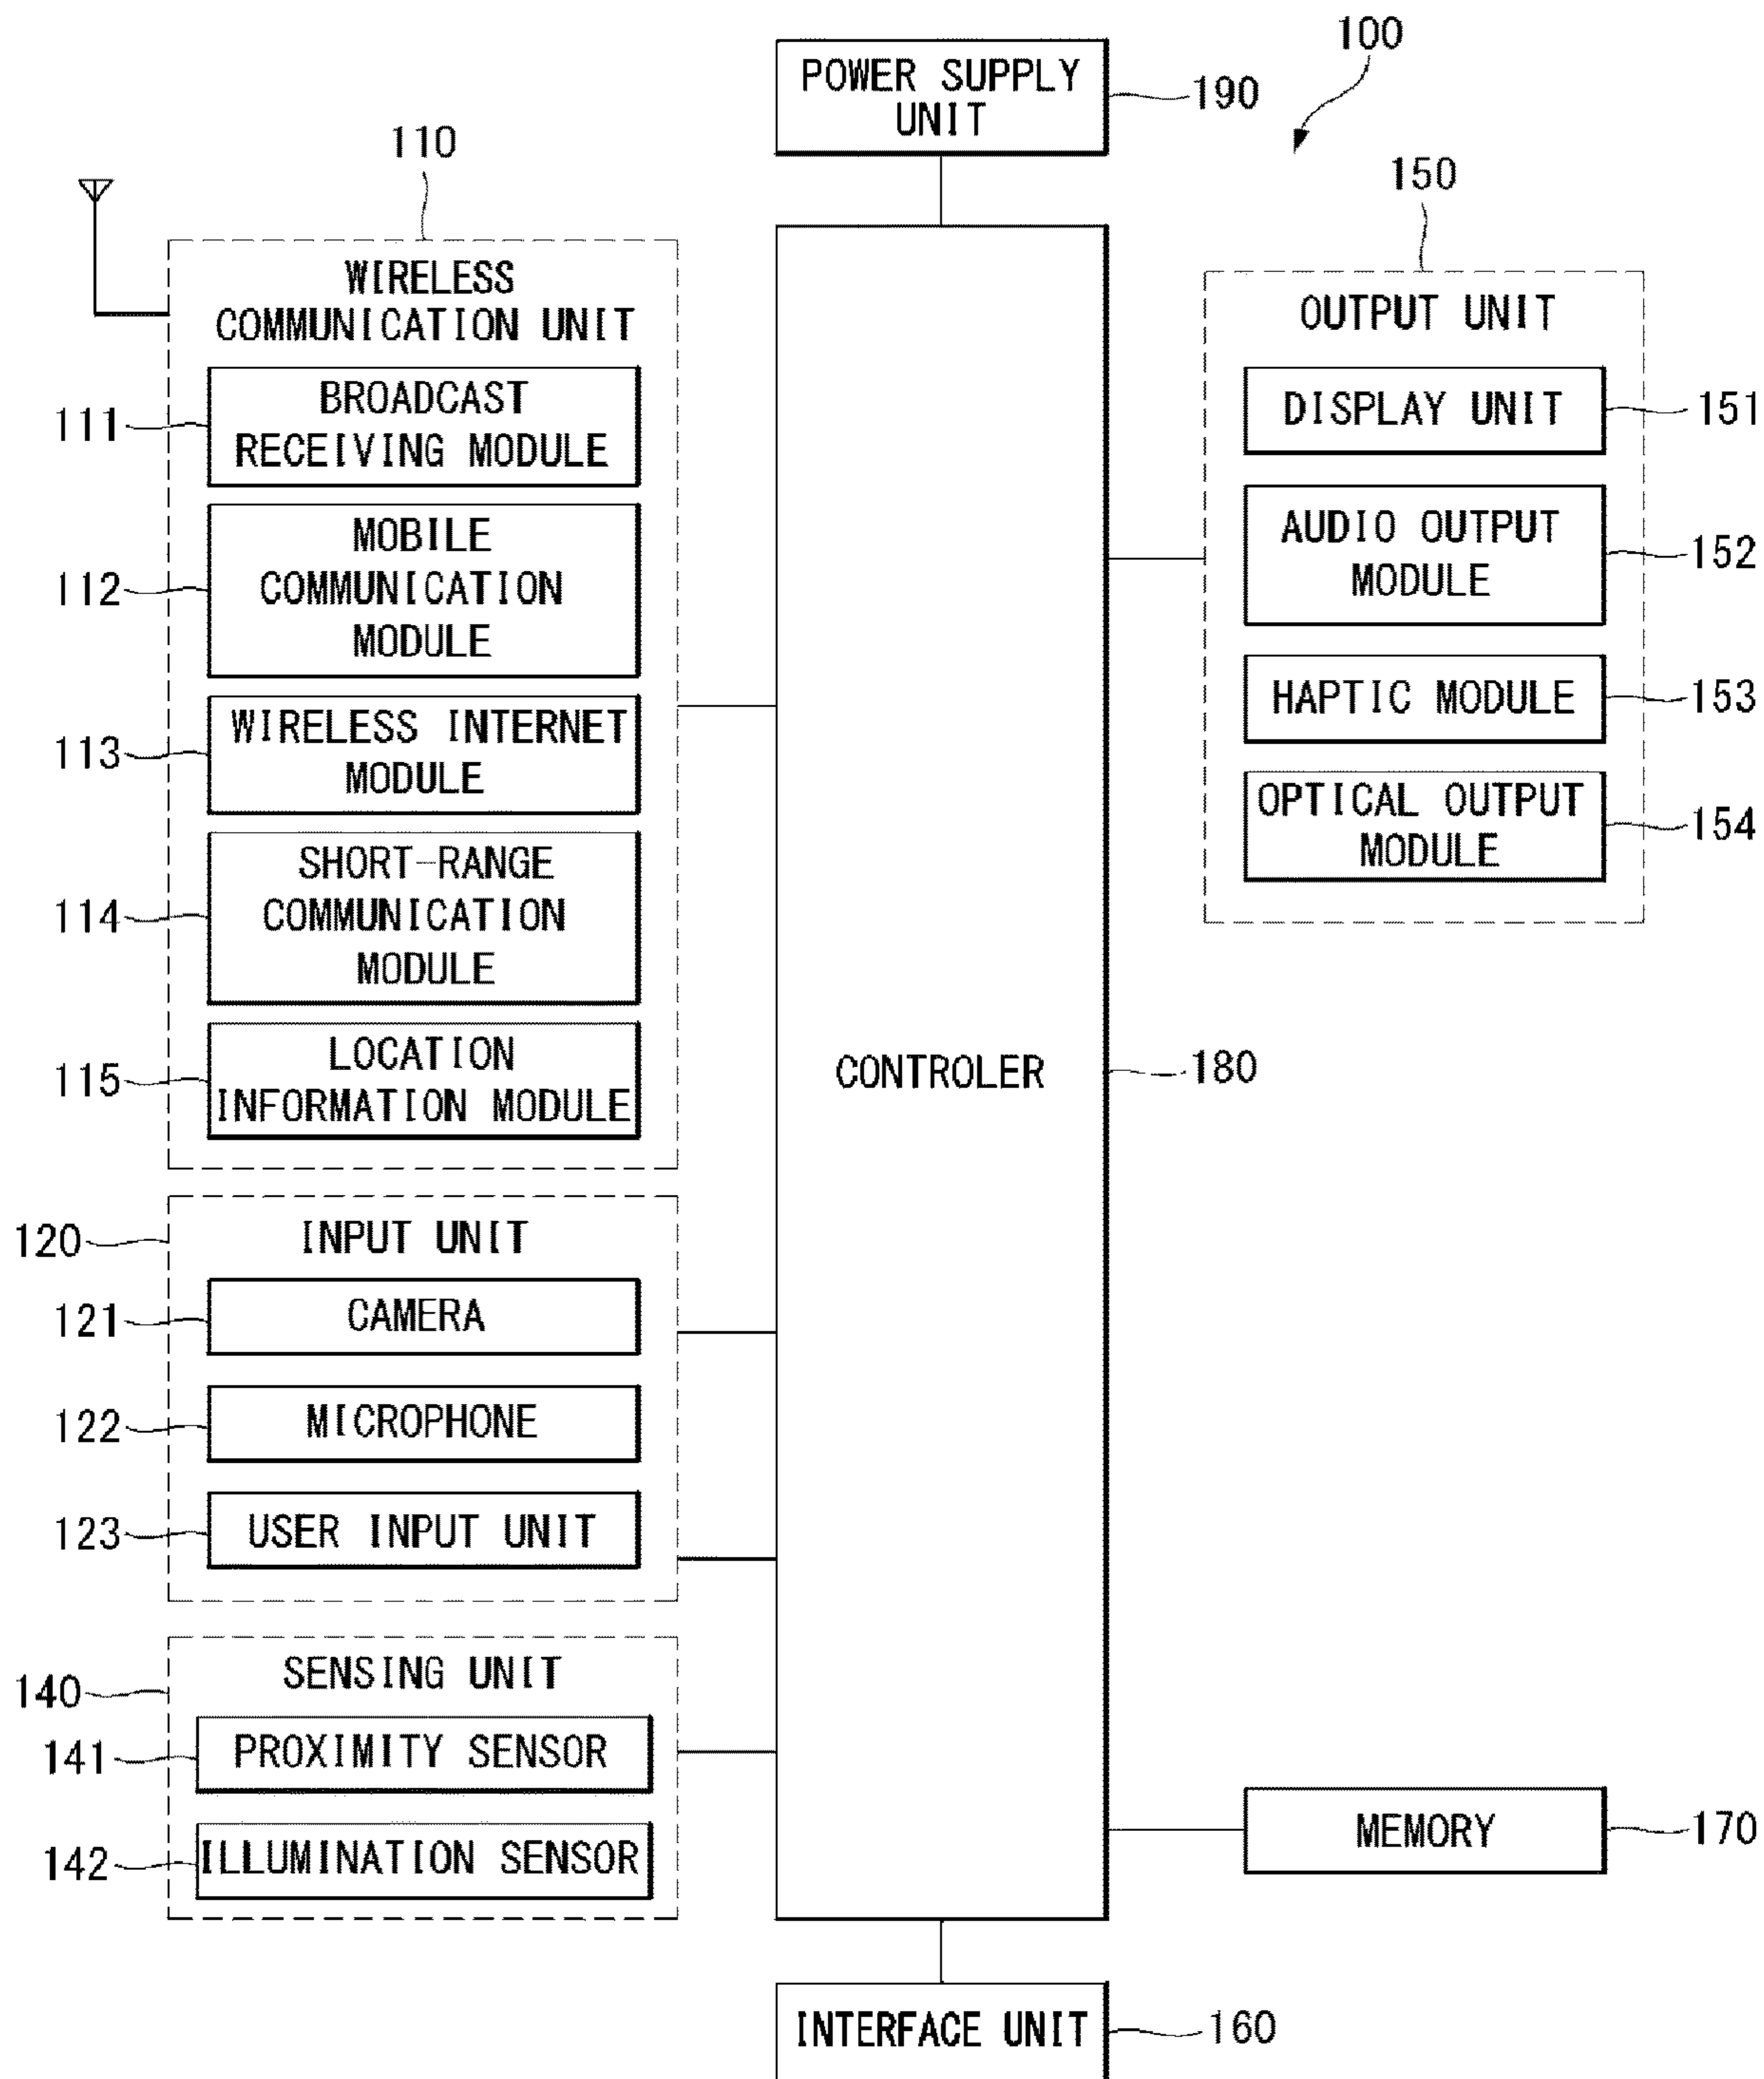 100
POWER SUPPLY
UNIT
190
110
150
WIRELESS
COMMUNICATION UNIT
111
BROADCAST
RECEIVING MODULE
112
MOBILE
COMMUNICATION
MODULE
113
WIRELESS INTERNET
MODULE
114
SHORT-RANGE
COMMUNICATION
MODULE
115
LOCATION
INFORMATION MODULE
120
INPUT UNIT
121
CAMERA
122
MICROPHONE
123
USER INPUT UNIT
140
SENSING UNIT
141
PROXIMITY SENSOR
142
ILLUMINATION SENSOR
CONTROLER
180
OUTPUT UNIT
DISPLAY UNIT
151
AUDIO OUTPUT
MODULE
152
HAPTIC MODULE
153
OPTICAL OUTPUT
MODULE
154
MEMORY
170
INTERFACE UNIT
160